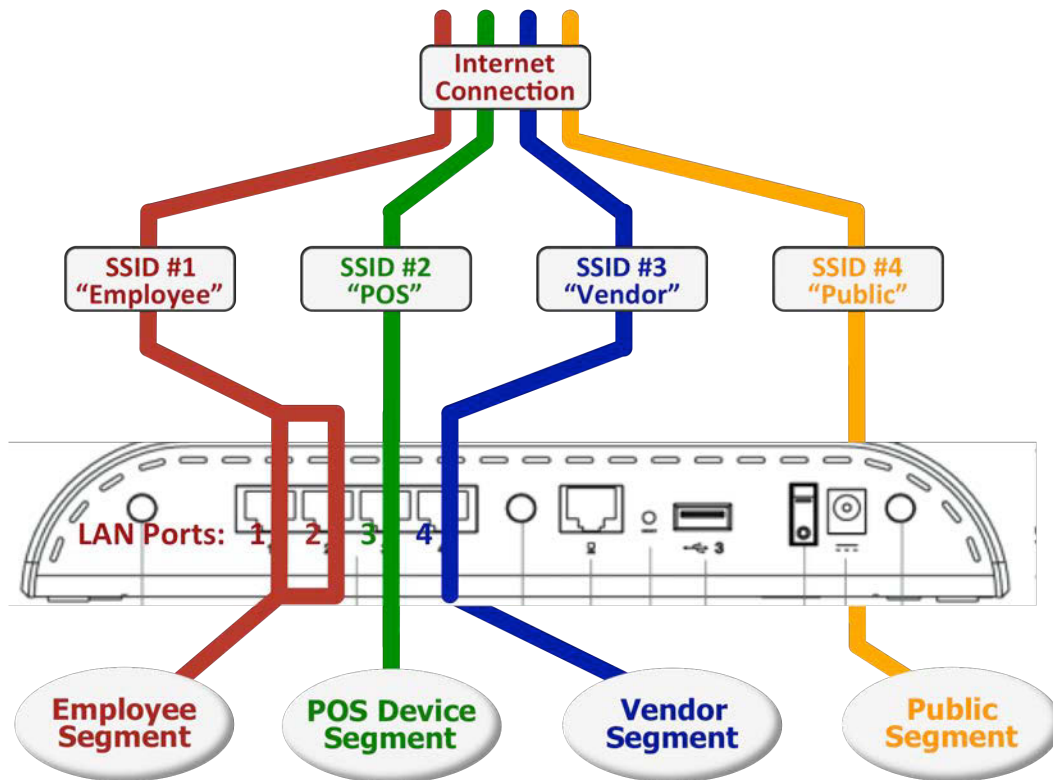 Internet
Connection
SSID #1
“Employee”
SSID #2
“POS”
SSID #3
“Vendor”
SSID #4
“Public”
LAN Ports: 1 2 3 4
3
Employee
Segment
POS Device
Segment
Vendor
Segment
Public
Segment